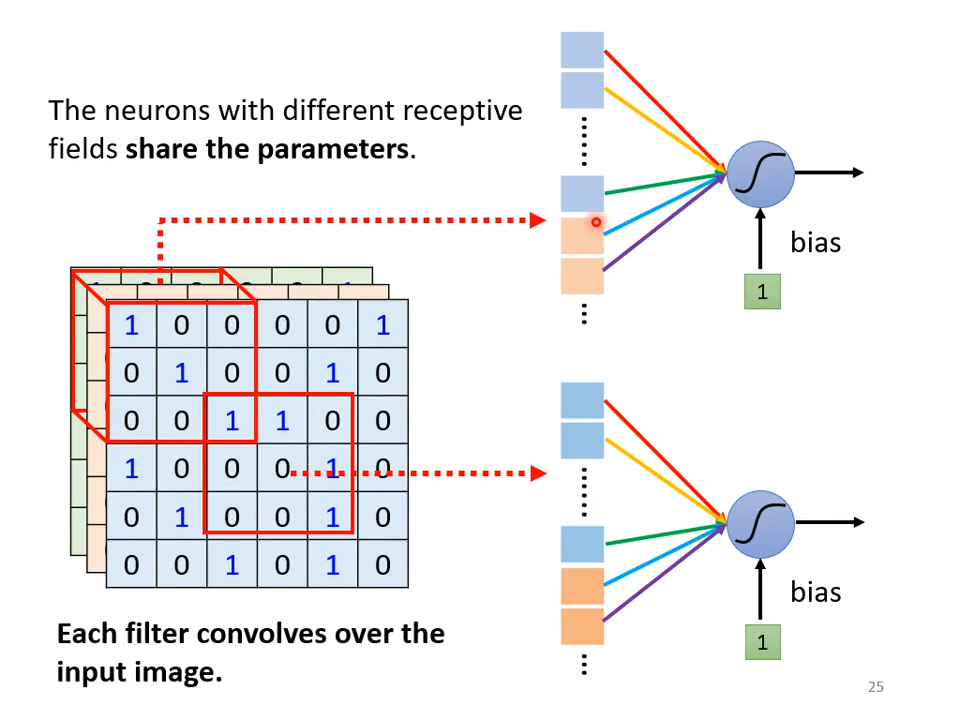 The neurons with different receptive
fields share the parameters.
bias
1
1 0 0 0 0 1
0 1 0 0 1 0
0 0 1 1 0 0
1 0 0 0 1 0
0 1 0 0 1 0
0 0 1 0 1 0
bias
1
Each filter convolves over the
input image.
25